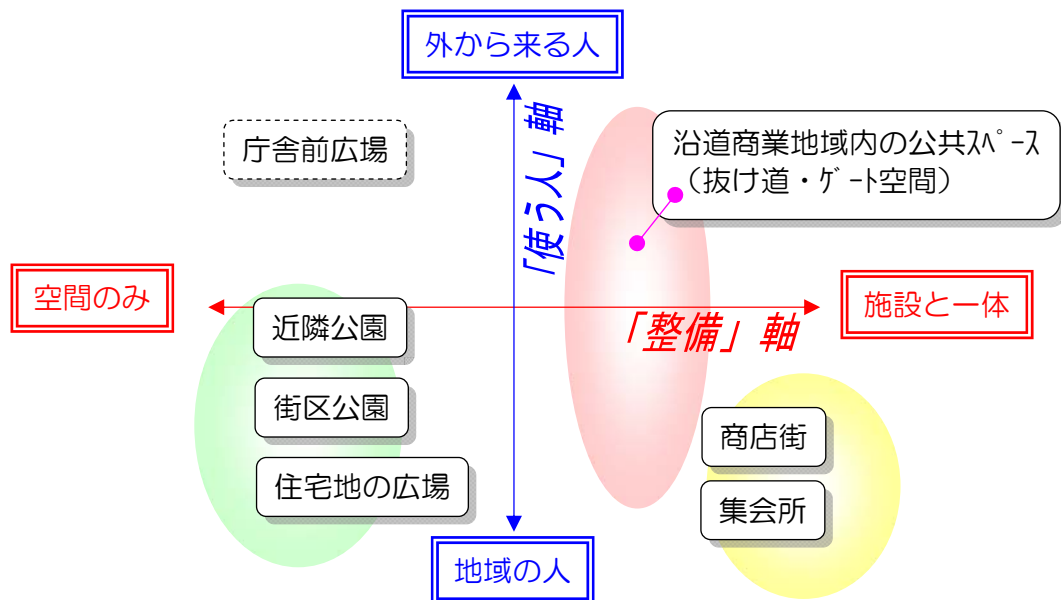 外から来る人
「使う人」軸
庁舎前広場
沿道商業地域内の公共ｽﾍﾟｰｽ
（抜け道・ｹﾞｰﾄ空間）
空間のみ
施設と一体
「整備」軸
近隣公園
街区公園
住宅地の広場
商店街
集会所
地域の人